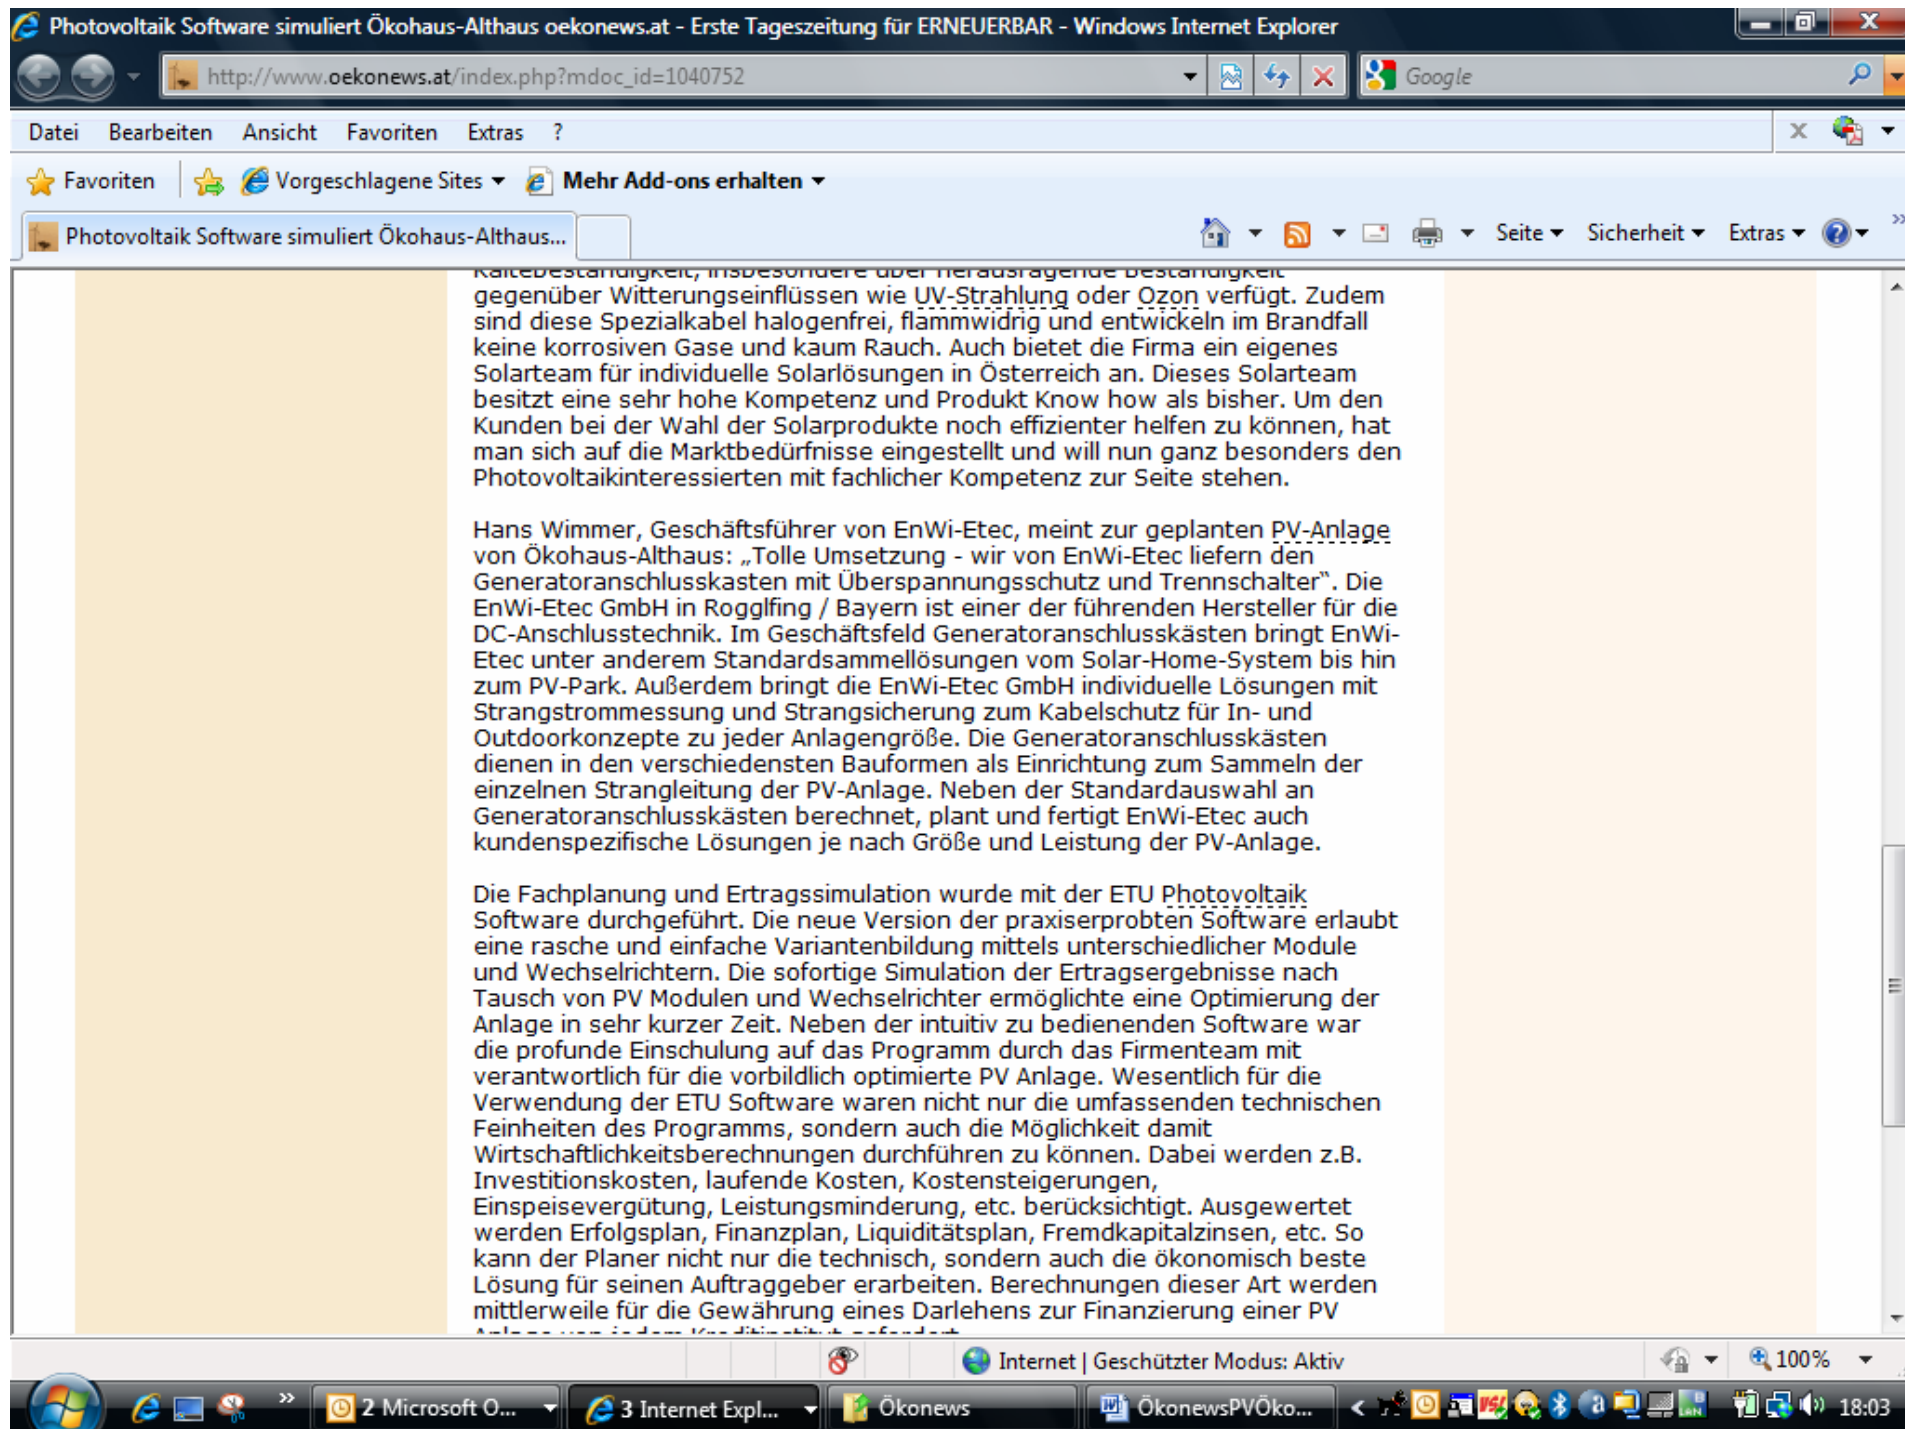 Photovoltaik Software simuliert Ökohaus-Althaus oekonews.at - Erste Tageszeitung für ERNEUERBAR - Windows Internet Explorer
http://www.oekonews.at/index.php?mdoc_id=1040752
Google
Datei Bearbeiten Ansicht Favoriten Extras ?
Favoriten Vorgeschlagene Sites Mehr Add-ons erhalten
Photovoltaik Software simuliert Ökohaus-Althaus...
Seite Sicherheit Extras
Kältebeständigkeit, insbesondere über herausragende Beständigkeit
gegenüber Witterungseinflüssen wie UV-Strahlung oder Ozon verfügt. Zudem
sind diese Spezialkabel halogenfrei, flammwidrig und entwickeln im Brandfall
keine korrosiven Gase und kaum Rauch. Auch bietet die Firma ein eigenes
Solarteam für individuelle Solarlösungen in Österreich an. Dieses Solarteam
besitzt eine sehr hohe Kompetenz und Produkt Know how als bisher. Um den
Kunden bei der Wahl der Solarprodukte noch effizienter helfen zu können, hat
man sich auf die Marktbedürfnisse eingestellt und will nun ganz besonders den
Photovoltaikinteressierten mit fachlicher Kompetenz zur Seite stehen.
Hans Wimmer, Geschäftsführer von EnWi-Etec, meint zur geplanten PV-Anlage
von Ökohaus-Althaus: „Tolle Umsetzung - wir von EnWi-Etec liefern den
Generatoranschlusskasten mit Überspannungsschutz und Trennschalter‟. Die
EnWi-Etec GmbH in Rogglfing / Bayern ist einer der führenden Hersteller für die
DC-Anschlusstechnik. Im Geschäftsfeld Generatoranschlusskästen bringt EnWi-
Etec unter anderem Standardsammellösungen vom Solar-Home-System bis hin
zum PV-Park. Außerdem bringt die EnWi-Etec GmbH individuelle Lösungen mit
Strangstrommessung und Strangsicherung zum Kabelschutz für In- und
Outdoorkonzepte zu jeder Anlagengröße. Die Generatoranschlusskästen
dienen in den verschiedensten Bauformen als Einrichtung zum Sammeln der
einzelnen Strangleitung der PV-Anlage. Neben der Standardauswahl an
Generatoranschlusskästen berechnet, plant und fertigt EnWi-Etec auch
kundenspezifische Lösungen je nach Größe und Leistung der PV-Anlage.
Die Fachplanung und Ertragssimulation wurde mit der ETU Photovoltaik
Software durchgeführt. Die neue Version der praxiserprobten Software erlaubt
eine rasche und einfache Variantenbildung mittels unterschiedlicher Module
und Wechselrichtern. Die sofortige Simulation der Ertragsergebnisse nach
Tausch von PV Modulen und Wechselrichter ermöglichte eine Optimierung der
Anlage in sehr kurzer Zeit. Neben der intuitiv zu bedienenden Software war
die profunde Einschulung auf das Programm durch das Firmenteam mit
verantwortlich für die vorbildlich optimierte PV Anlage. Wesentlich für die
Verwendung der ETU Software waren nicht nur die umfassenden technischen
Feinheiten des Programms, sondern auch die Möglichkeit damit
Wirtschaftlichkeitsberechnungen durchführen zu können. Dabei werden z.B.
Investitionskosten, laufende Kosten, Kostensteigerungen,
Einspeisevergütung, Leistungsminderung, etc. berücksichtigt. Ausgewertet
werden Erfolgsplan, Finanzplan, Liquiditätsplan, Fremdkapitalzinsen, etc. So
kann der Planer nicht nur die technisch, sondern auch die ökonomisch beste
Lösung für seinen Auftraggeber erarbeiten. Berechnungen dieser Art werden
mittlerweile für die Gewährung eines Darlehens zur Finanzierung einer PV
Anlage von jedem Kreditinstitut gefordert.
Internet | Geschützter Modus: Aktiv 100%
2 Microsoft O... 3 Internet Expl... Ökonews ÖkonewsPVÖko... 18:03